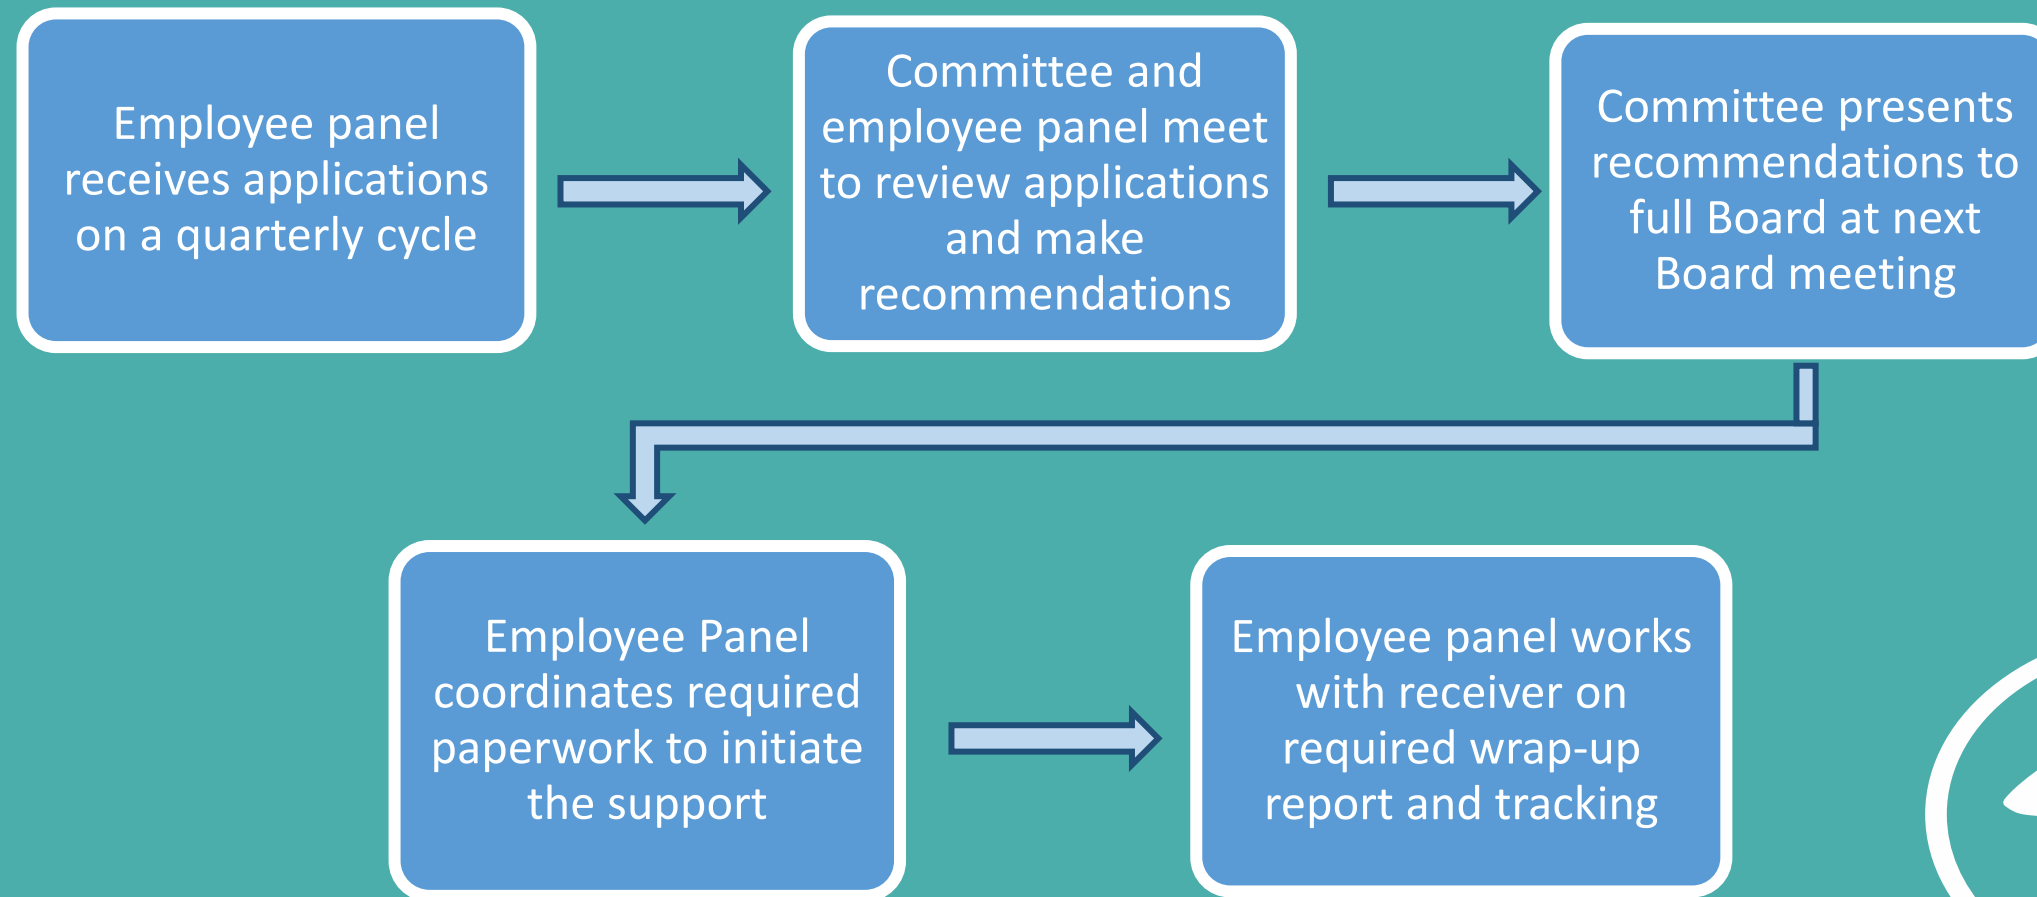 Employee panel
receives applications
on a quarterly cycle
Committee and
employee panel meet
to review applications
and make
recommendations
Committee presents
recommendations to
full Board at next
Board meeting
Employee Panel
coordinates required
paperwork to initiate
the support
Employee panel works
with receiver on
required wrap-up
report and tracking